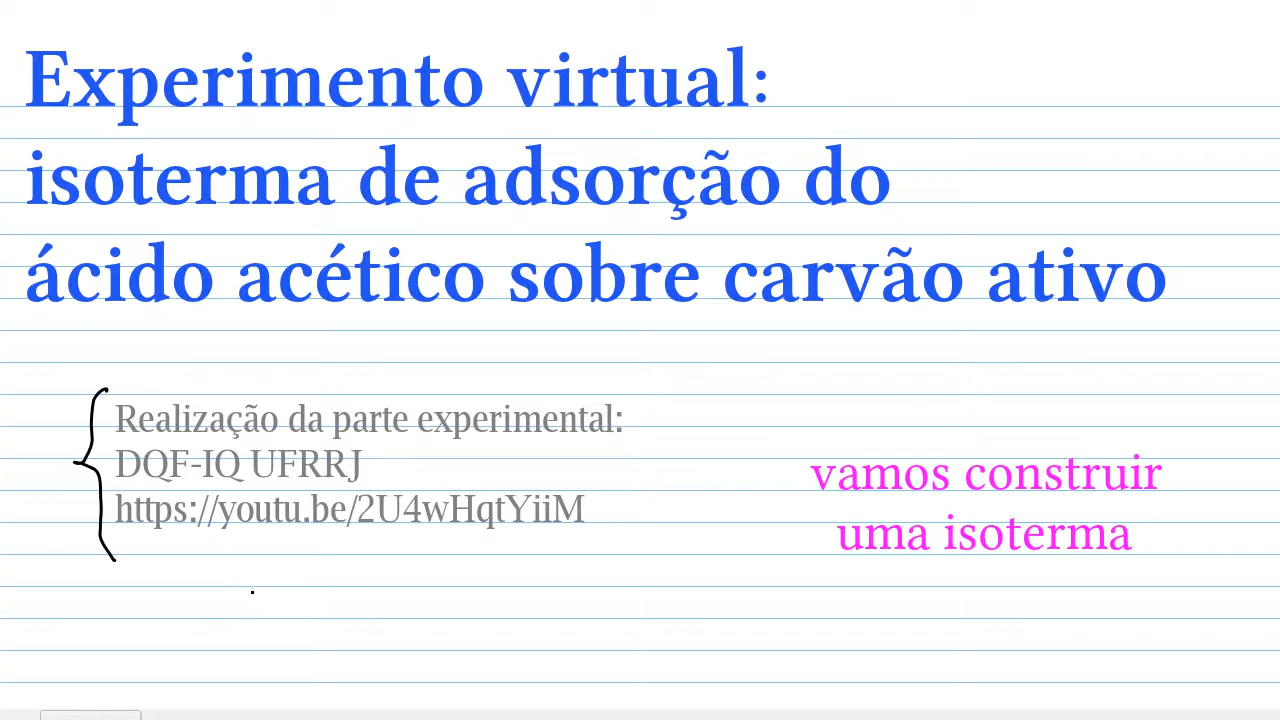 Experimento virtual:
isoterma de adsorção do
ácido acético sobre carvão ativo
Realização da parte experimental:
DQF-IQ UFRRJ
https://youtu.be/2U4wHqtYiiM
vamos construir
uma isoterma